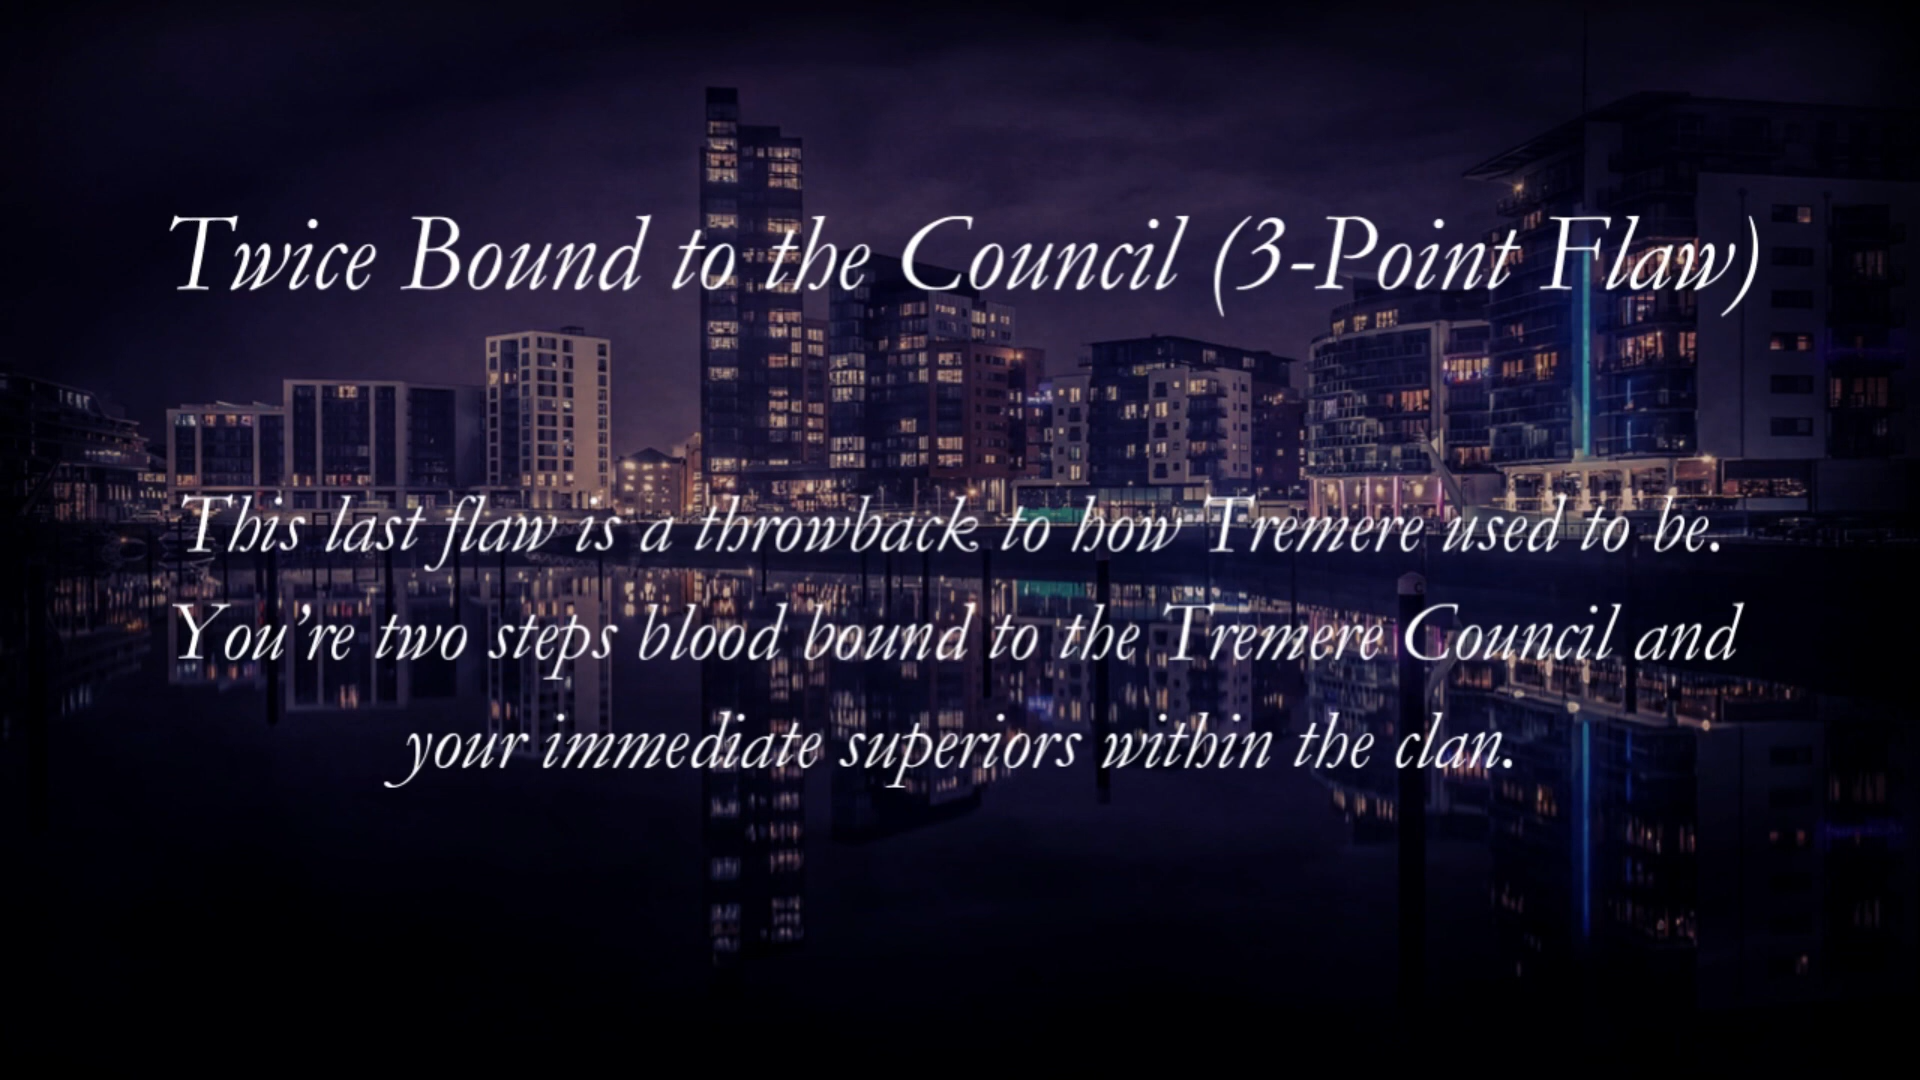 Twice Bound to the Council (3-Point Flaw)
This last flaw is a throwback to how Tremere used to be.
You’re two steps blood bound to the Tremere Council and
your immediate superiors within the clan.